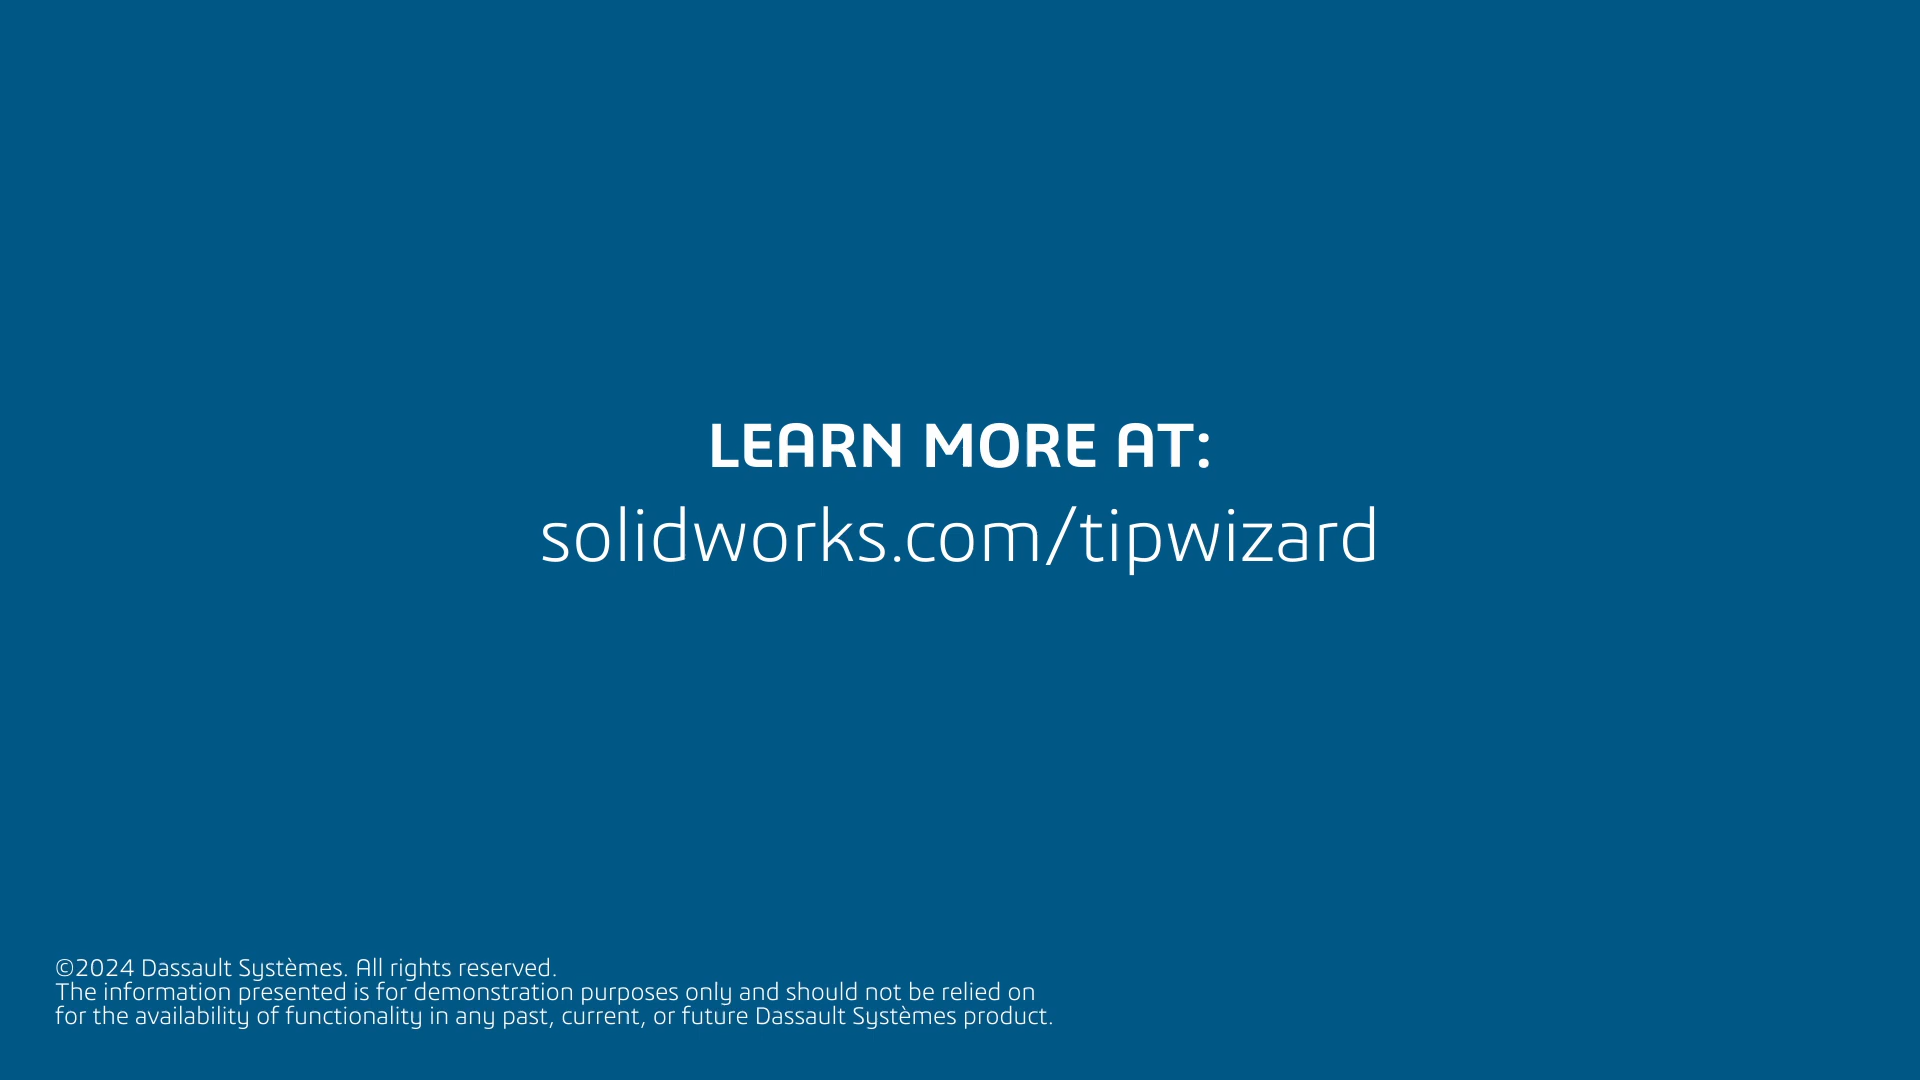 LEARN MORE AT:
solidworks.com/tipwizard
©2024 Dassault Systèmes. All rights reserved.
The information presented is for demonstration purposes only and should not be relied on
for the availability of functionality in any past, current, or future Dassault Systèmes product.